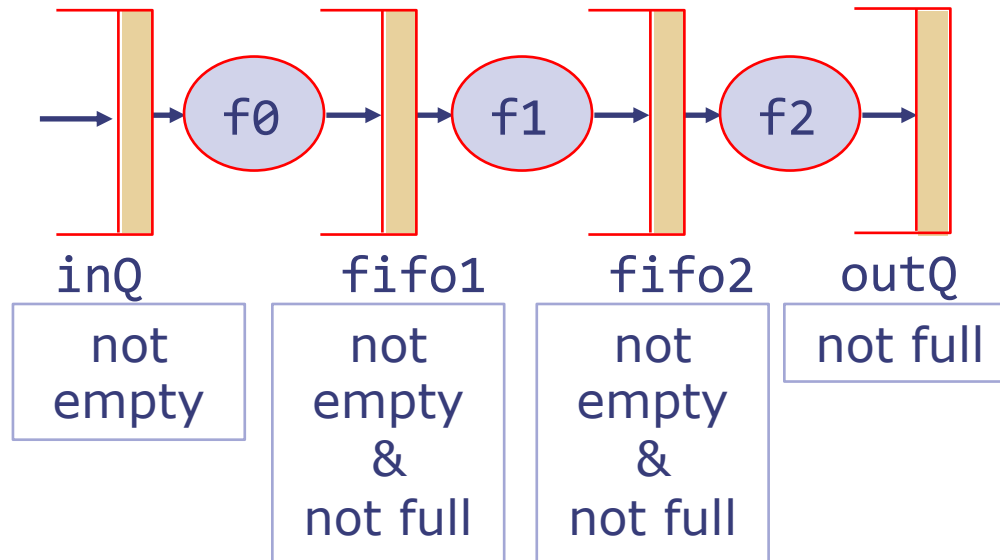 f0 f1 f2
inQ fifo1 fifo2 outQ
not
empty
not
empty
&
not full
not
empty
&
not full
not full